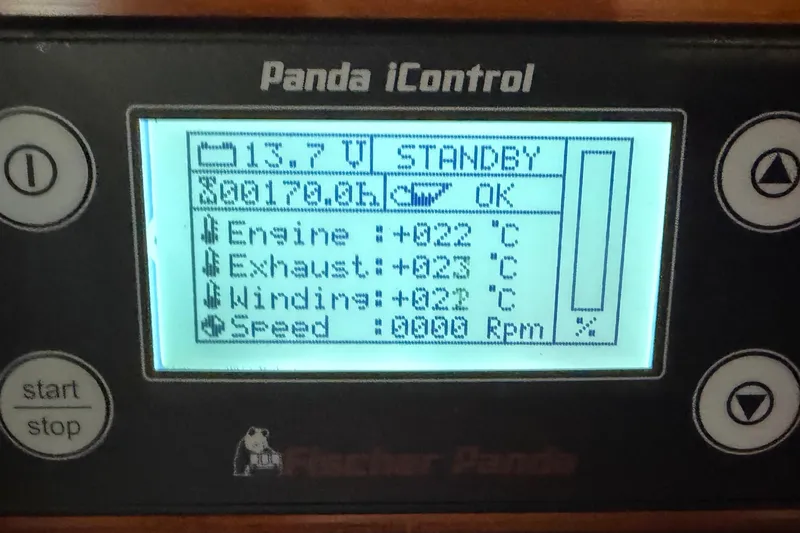 Panda iControl
13.7 V STANDBY
00170.0h OK
Engine :+022 °C
Exhaust:+023 °C
Winding:+022 °C
Speed :0000 Rpm %
start
stop
Fischer Panda